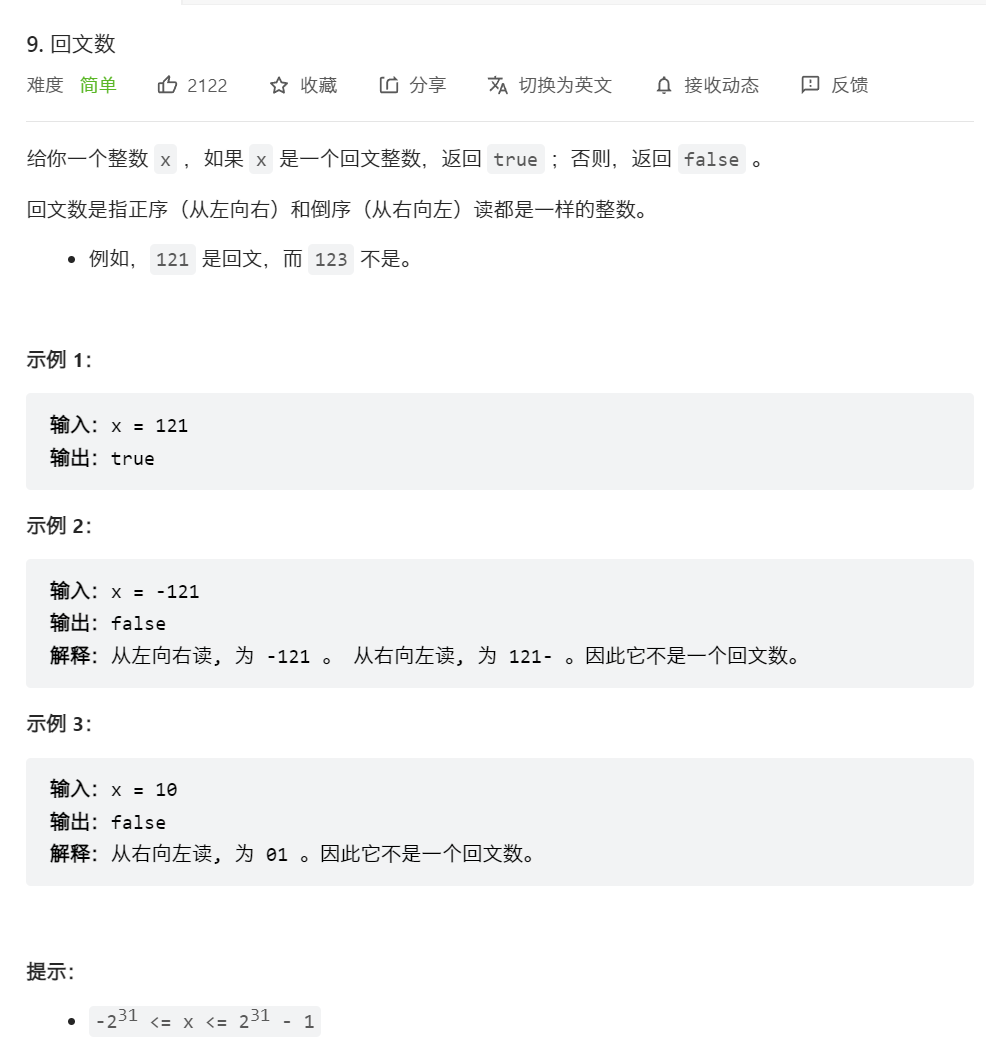 9. 回文数
难度 简单 2122 收藏 分享 切换为英文 接收动态 反馈
给你一个整数 x ，如果 x 是一个回文整数，返回 true ；否则，返回 false 。
回文数是指正序（从左向右）和倒序（从右向左）读都是一样的整数。
• 例如，121 是回文，而 123 不是。
示例 1：
输入：x = 121
输出：true
示例 2：
输入：x = -121
输出：false
解释：从左向右读, 为 -121 。 从右向左读, 为 121- 。因此它不是一个回文数。
示例 3：
输入：x = 10
输出：false
解释：从右向左读, 为 01 。因此它不是一个回文数。
提示：
• -2³¹ <= x <= 2³¹ - 1